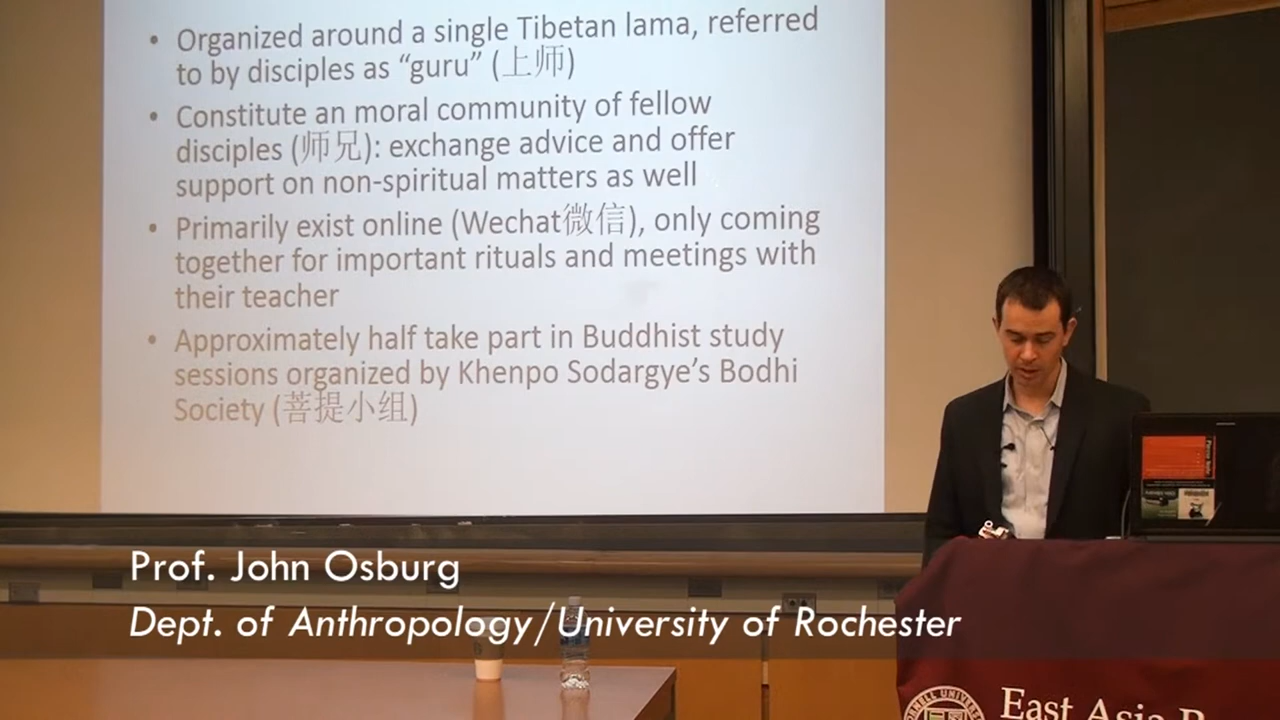 • Organized around a single Tibetan lama, referred
to by disciples as “guru” (上师)
• Constitute an moral community of fellow
disciples (师兄): exchange advice and offer
support on non-spiritual matters as well
• Primarily exist online (Wechat微信), only coming
together for important rituals and meetings with
their teacher
• Approximately half take part in Buddhist study
sessions organized by Khenpo Sodargye’s Bodhi
Society (菩提小组)
Prof. John Osburg
Dept. of Anthropology/University of Rochester
East Asia